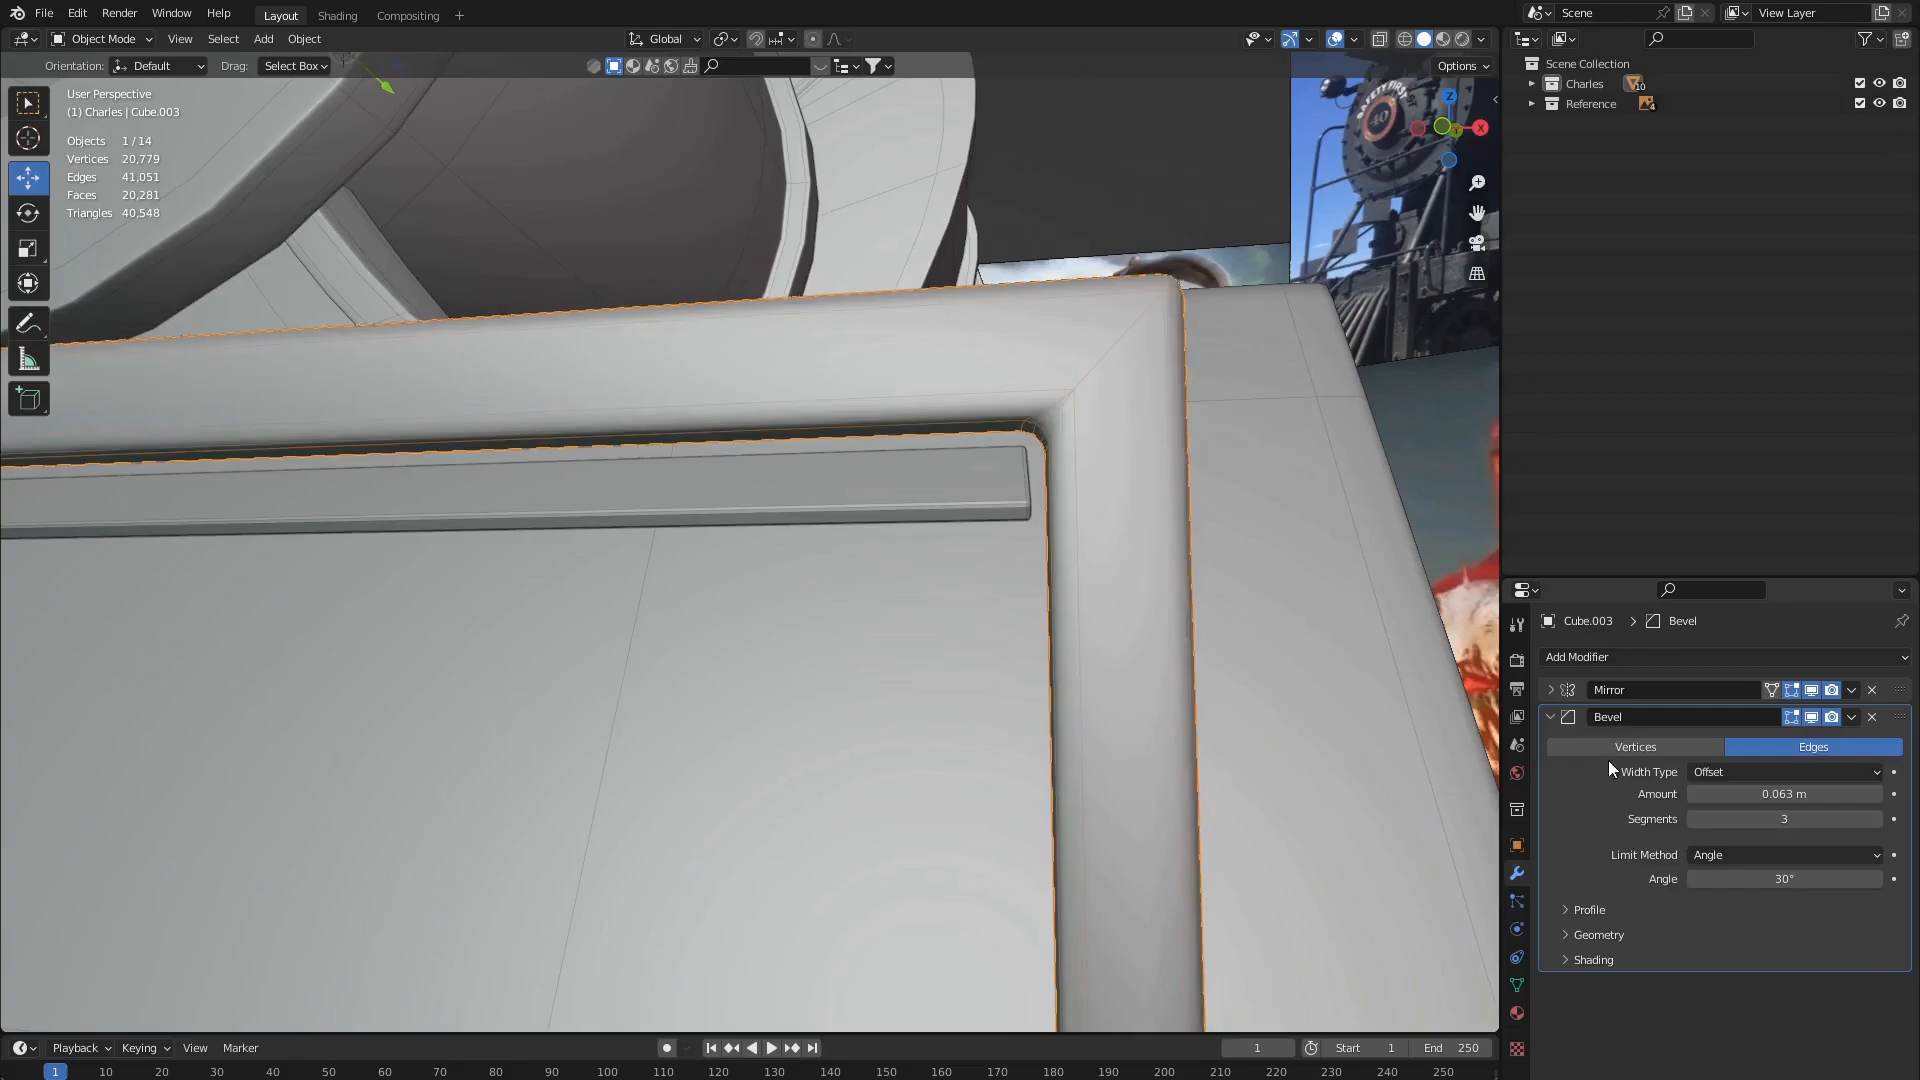 File Edit Render Window Help Layout Shading Compositing + Scene View Layer
Object Mode View Select Add Object Global
Orientation: Default Drag: Select Box Options
User Perspective
(1) Charles | Cube.003
Objects 1 / 14
Vertices 20,779
Edges 41,051
Faces 20,281
Triangles 40,548
SAFETY FIRST
40
Z
X
Scene Collection
Charles 10
Reference 4
Cube.003 > Bevel
Add Modifier
Mirror
Bevel
Vertices Edges
Width Type Offset
Amount 0.063 m
Segments 3
Limit Method Angle
Angle 30°
Profile
Geometry
Shading
Playback Keying View Marker 1 Start 1 End 250
1 10 20 30 40 50 60 70 80 90 100 110 120 130 140 150 160 170 180 190 200 210 220 230 240 250